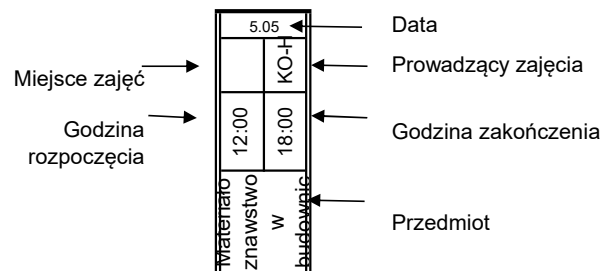 5.05
Data
KO-H
Prowadzący zajęcia
Miejsce zajęć
Godzina
rozpoczęcia
12:00
18:00
Godzina zakończenia
Materiało
znawstwo
w
budownic
Przedmiot